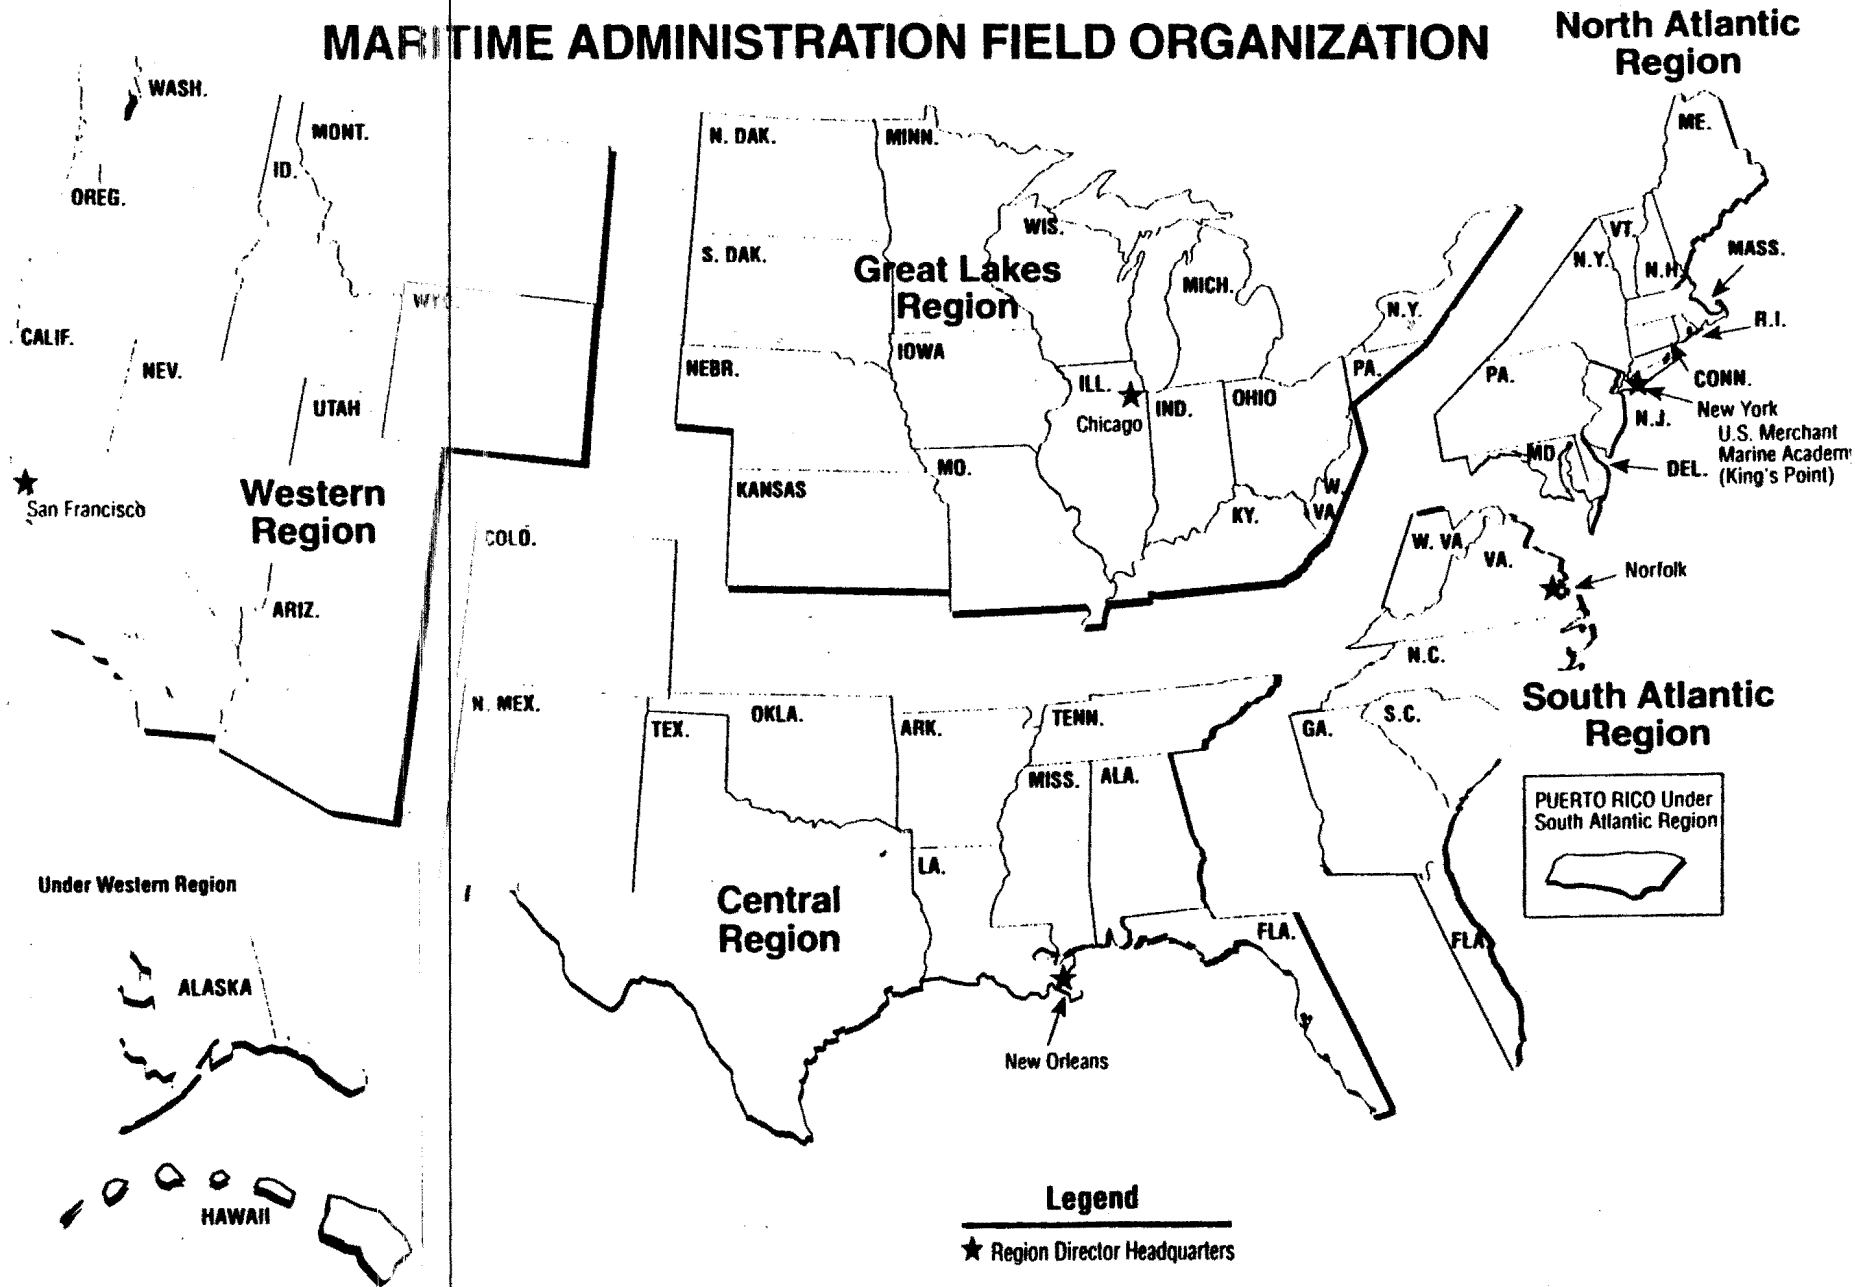 MARITIME ADMINISTRATION FIELD ORGANIZATION
North Atlantic
Region
WASH.
OREG.
MONT.
ID.
CALIF.
NEV.
UTAH
San Francisco
Western
Region
ARIZ.
Under Western Region
ALASKA
HAWAII
N. DAK.
MINN.
S. DAK.
WIS.
Great Lakes
Region
MICH.
N.Y.
NEBR.
IOWA
ILL.
Chicago
IND.
OHIO
PA.
KANSAS
MO.
KY.
W.
VA
COLO.
N. MEX.
TEX.
OKLA.
ARK.
TENN.
MISS.
ALA.
LA.
Central
Region
FLA.
New Orleans
ME.
VT.
N.Y.
N.H.
MASS.
R.I.
PA.
CONN.
New York
N.J.
U.S. Merchant
Marine Academy
(King's Point)
MD.
DEL.
W. VA.
VA.
Norfolk
N.C.
South Atlantic
Region
GA.
S.C.
FLA.
PUERTO RICO Under
South Atlantic Region
Legend
★ Region Director Headquarters